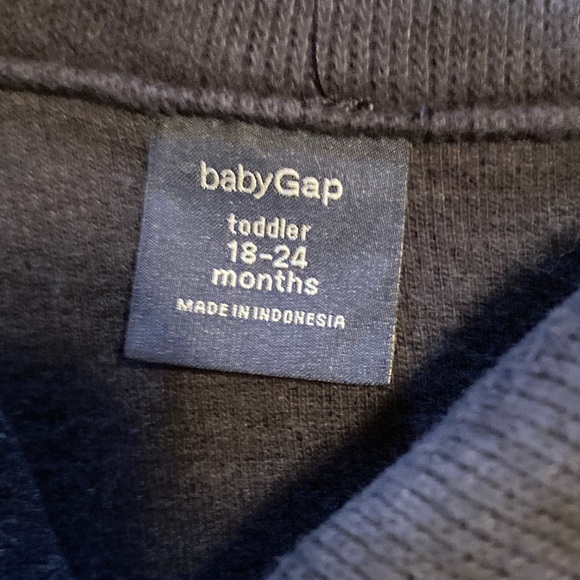 babyGap
toddler
18-24
months
MADE IN INDONESIA